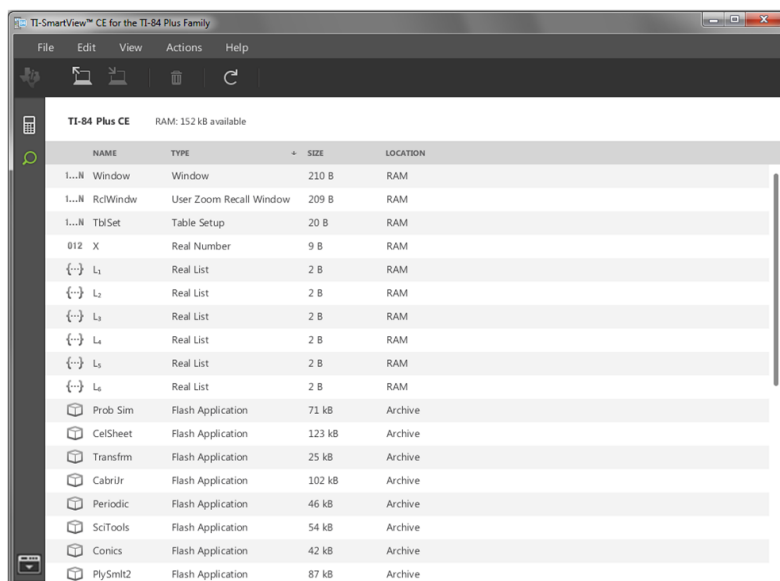 TI-SmartView™ CE for the TI-84 Plus Family
File Edit View Actions Help
TI-84 Plus CE RAM: 152 kB available
NAME TYPE SIZE LOCATION
1...N Window Window 210 B RAM
1...N RclWindw User Zoom Recall Window 209 B RAM
1...N TblSet Table Setup 20 B RAM
012 X Real Number 9 B RAM
{...} L₁ Real List 2 B RAM
{...} L₂ Real List 2 B RAM
{...} L₃ Real List 2 B RAM
{...} L₄ Real List 2 B RAM
{...} L₅ Real List 2 B RAM
{...} L₆ Real List 2 B RAM
Prob Sim Flash Application 71 kB Archive
CelSheet Flash Application 123 kB Archive
Transfrm Flash Application 25 kB Archive
CabriJr Flash Application 102 kB Archive
Periodic Flash Application 46 kB Archive
SciTools Flash Application 54 kB Archive
Conics Flash Application 42 kB Archive
PlySmlt2 Flash Application 87 kB Archive